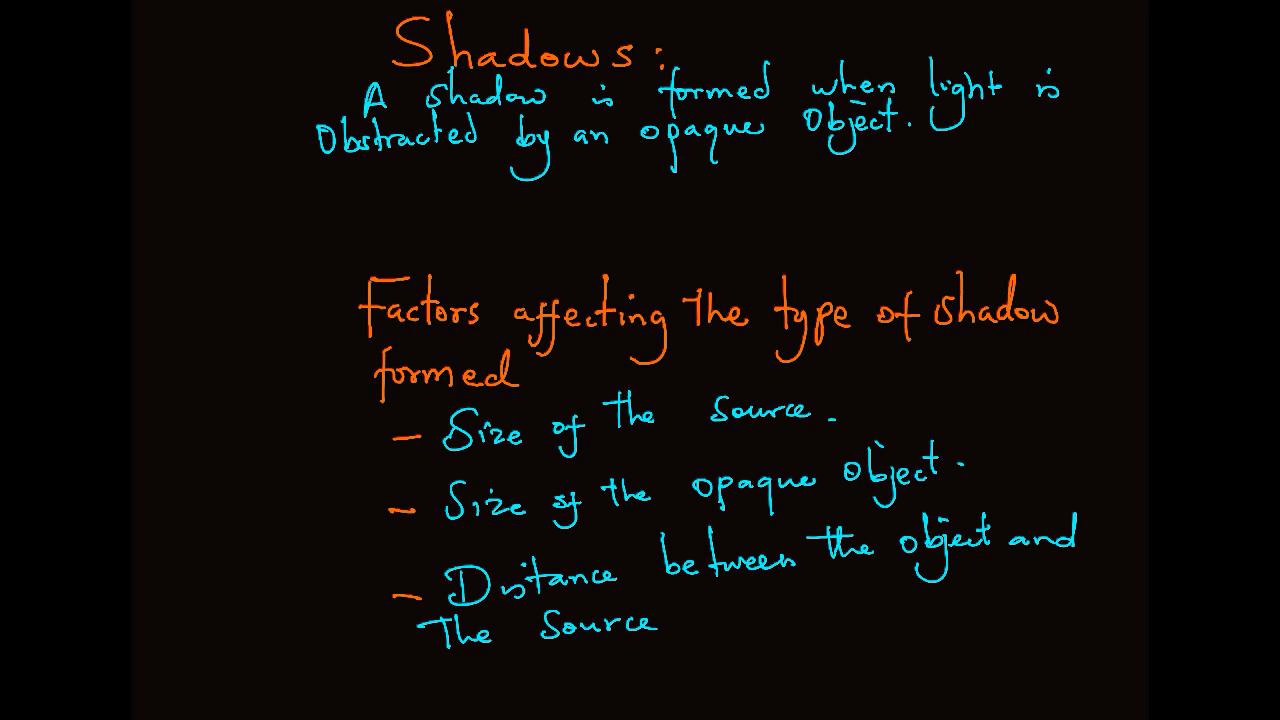 Shadows:
A shadow is formed when light is
Obstracted by an opaque Object.
Factors affecting the type of shadow
formed
- Size of the source.
- Size of the opaque object.
- Distance between the object and
The Source